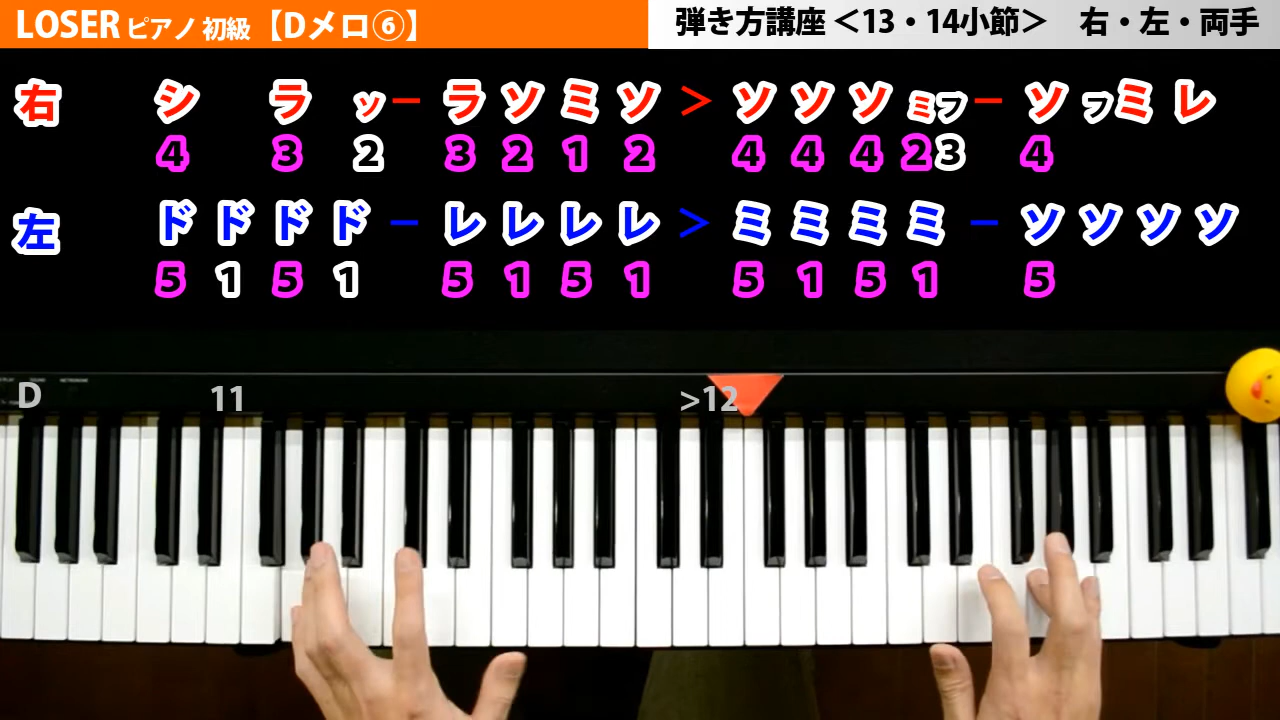 LOSER ピアノ 初級 【Dメロ⑥】
弾き方講座 ＜13・14小節＞　右・左・両手
右 シ ラ ッ － ラ ソ ミ ソ ＞ ソ ソ ソ ミフ － ソ フミ レ
4 3 2 3 2 1 2 4 4 4 2 3 4
左 ド ド ド ド － レ レ レ レ ＞ ミ ミ ミ ミ － ソ ソ ソ ソ
5 1 5 1 5 1 5 1 5 1 5 1 5
D 11 >12